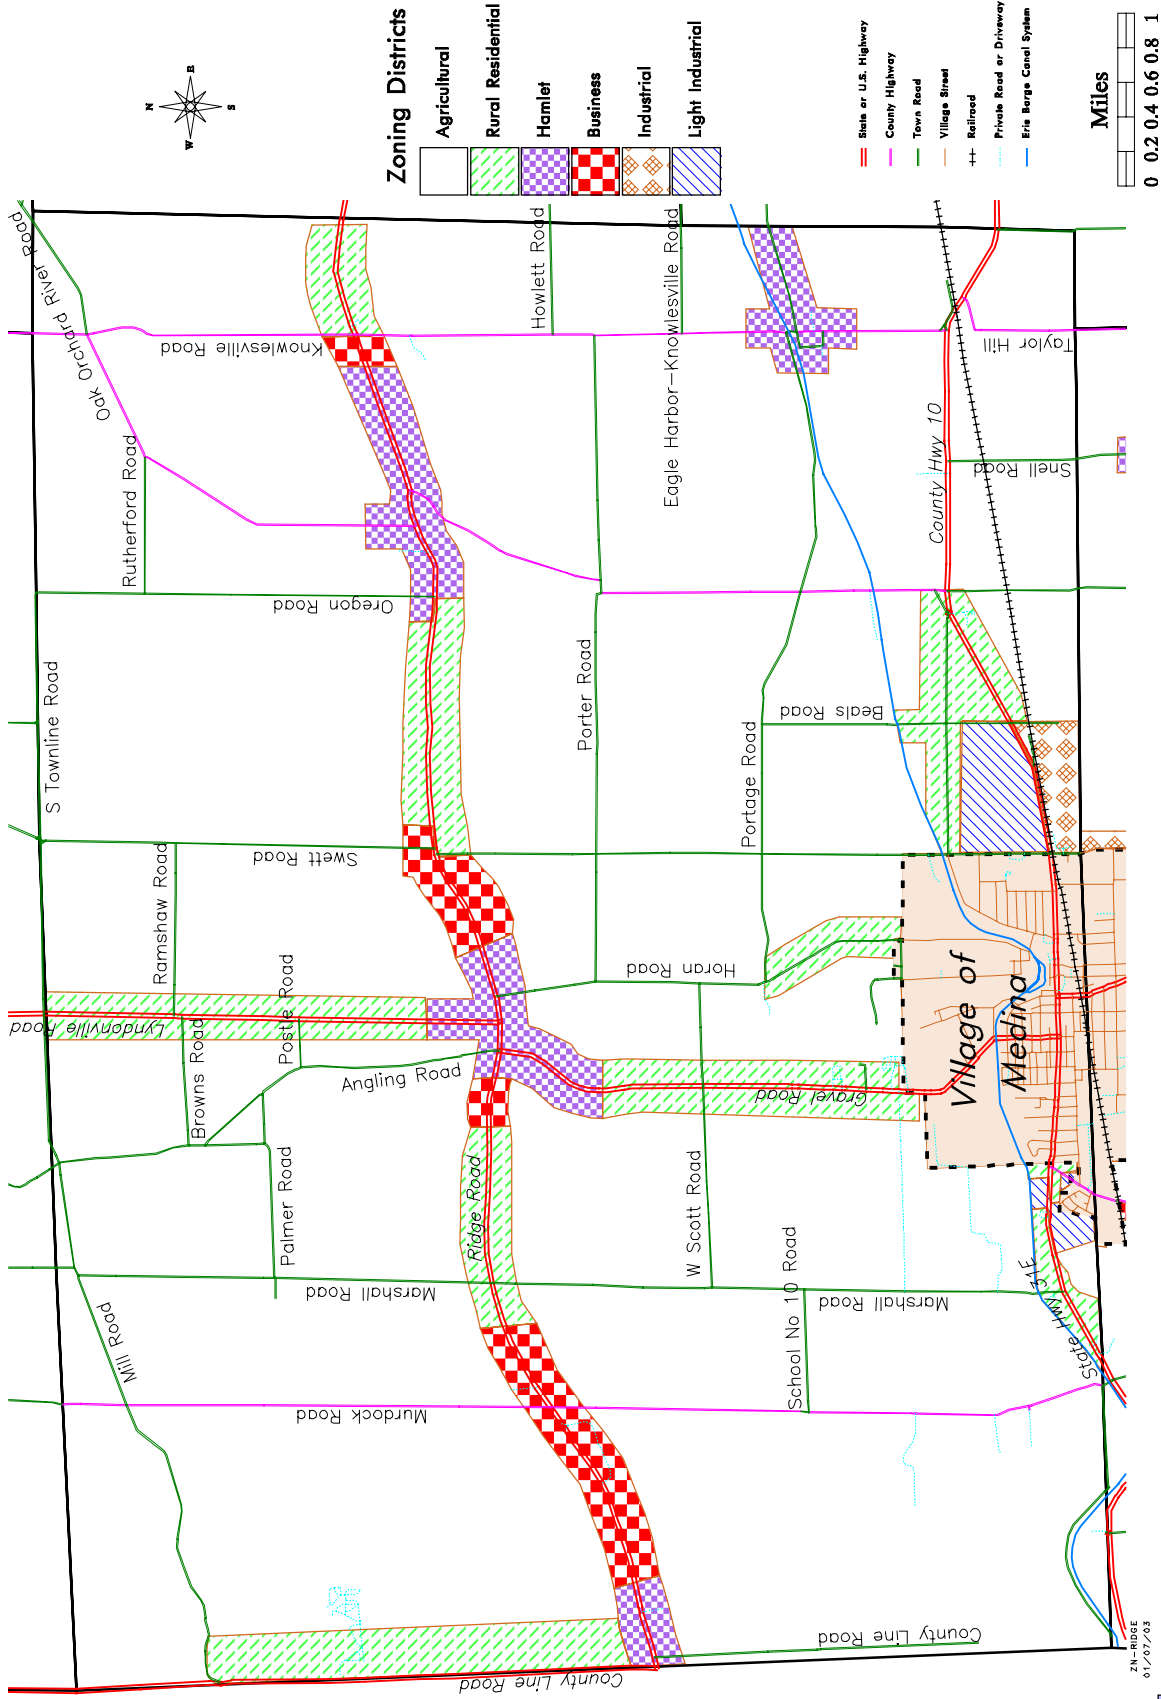 N
W
E
S
Zoning Districts
Agricultural
Rural Residential
Hamlet
Business
Industrial
Light Industrial
State or U.S. Highway
County Highway
Town Road
Village Street
Railroad
Private Road or Driveway
Erie Barge Canal System
Miles
0 0.2 0.4 0.6 0.8 1
Oak Orchard River Road
Knowlesville Road
Howlett Road
Eagle Harbor-Knowlesville Road
Taylor Hill
County Hwy 10
Snell Road
Rutherford Road
Oregon Road
S Townline Road
Porter Road
Beals Road
Portage Road
Swett Road
Ramshaw Road
Horan Road
Lyndonville Road
Postle Road
Browns Road
Angling Road
Village of
Medina
Gravel Road
Palmer Road
Ridge Road
W Scott Road
Marshall Road
Marshall Road
School No 10 Road
State Hwy 31E
Mill Road
Murdock Road
County Line Road
County Line Road
ZN-RIDGE
01/07/03